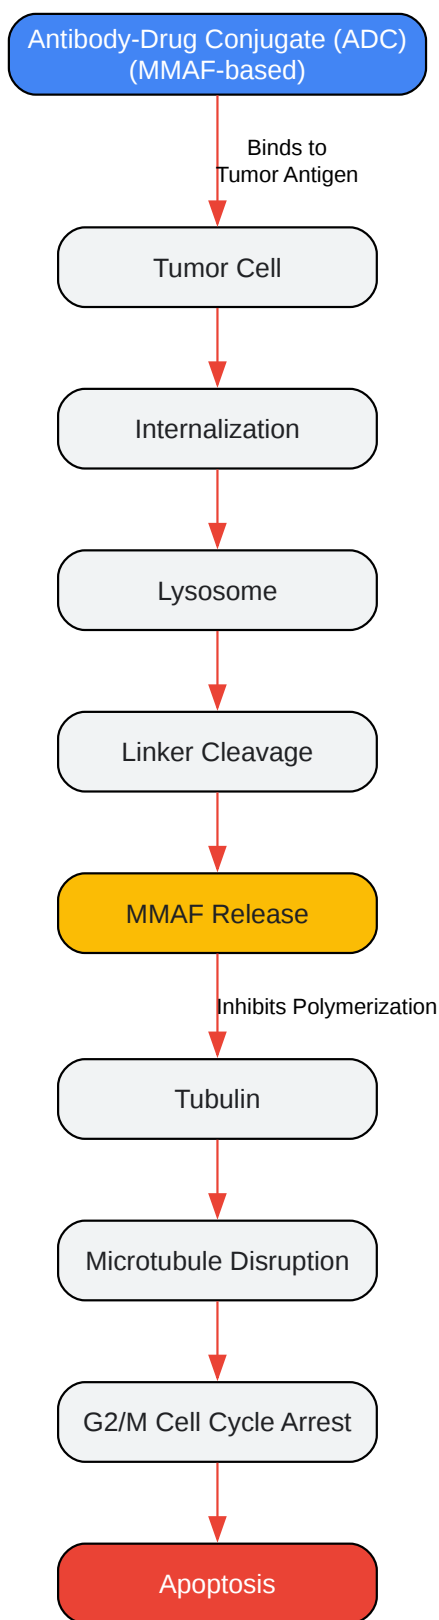 Antibody-Drug Conjugate (ADC)
(MMAF-based)
Binds to
Tumor Antigen
Tumor Cell
Internalization
Lysosome
Linker Cleavage
MMAF Release
Inhibits Polymerization
Tubulin
Microtubule Disruption
G2/M Cell Cycle Arrest
Apoptosis